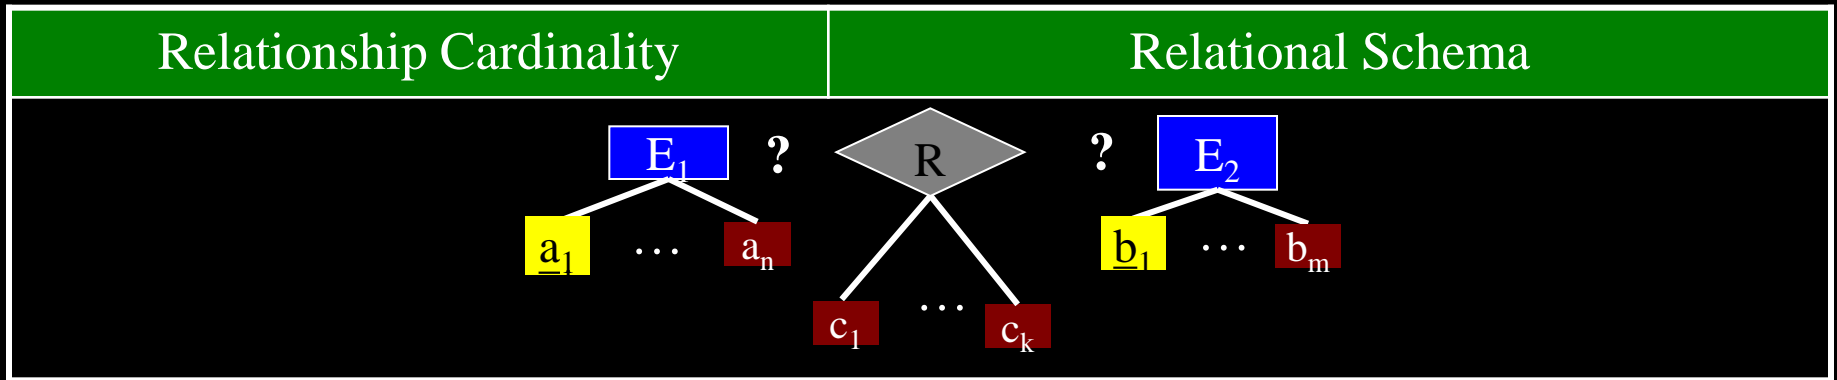 Relationship Cardinality
Relational Schema
E₁ ? R ? E₂
a₁ … aₙ b₁ … bₘ
c₁ … cₖ